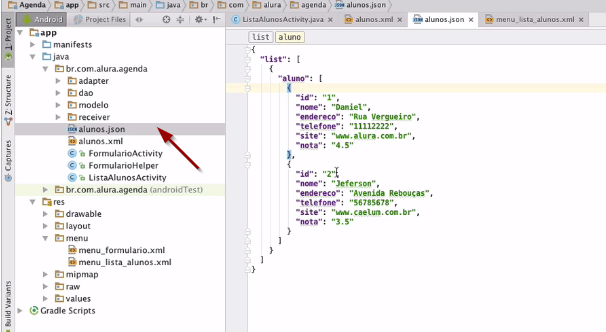 Agenda app src main java br com alura agenda alunos.json
Android Project Files
ListaAlunosActivity.java alunos.xml alunos.json menu_lista_alunos.xml
1: Project
Z: Structure
Captures
Build Variants
app
manifests
java
br.com.alura.agenda
adapter
dao
modelo
receiver
alunos.json
alunos.xml
FormularioActivity
FormularioHelper
ListaAlunosActivity
br.com.alura.agenda (androidTest)
res
drawable
layout
menu
menu_formulario.xml
menu_lista_alunos.xml
mipmap
raw
values
Gradle Scripts
list aluno
{
"list": [
{
"aluno": [
{
"id": "1",
"nome": "Daniel",
"endereco": "Rua Vergueiro",
"telefone": "11112222",
"site": "www.alura.com.br",
"nota": "4.5"
},
{
"id": "2",
"nome": "Jeferson",
"endereco": "Avenida Rebouças",
"telefone": "56785678",
"site": "www.caelum.com.br",
"nota": "3.5"
}
]
}
]
}